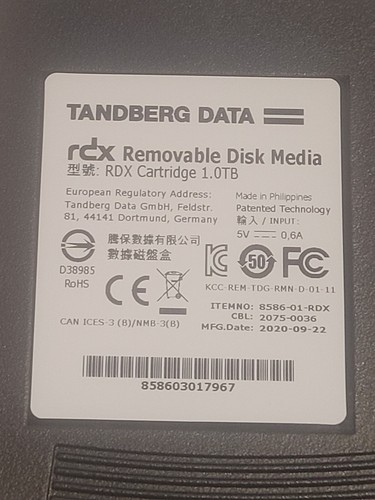 TANDBERG DATA
rdx Removable Disk Media
型號: RDX Cartridge 1.0TB
European Regulatory Address:
Tandberg Data GmbH, Feldstr.
81, 44141 Dortmund, Germany
Made in Philippines
Patented Technology
輸入 / INPUT:
5V 0,6A
D38985
RoHS
騰保數據有限公司
數據磁盤盒
CE
50
FC
KCC-REM-TDG-RMN-D-01-11
CAN ICES-3 (B)/NMB-3(B)
ITEMNO: 8586-01-RDX
CBL: 2075-0036
MFG.Date: 2020-09-22
858603017967